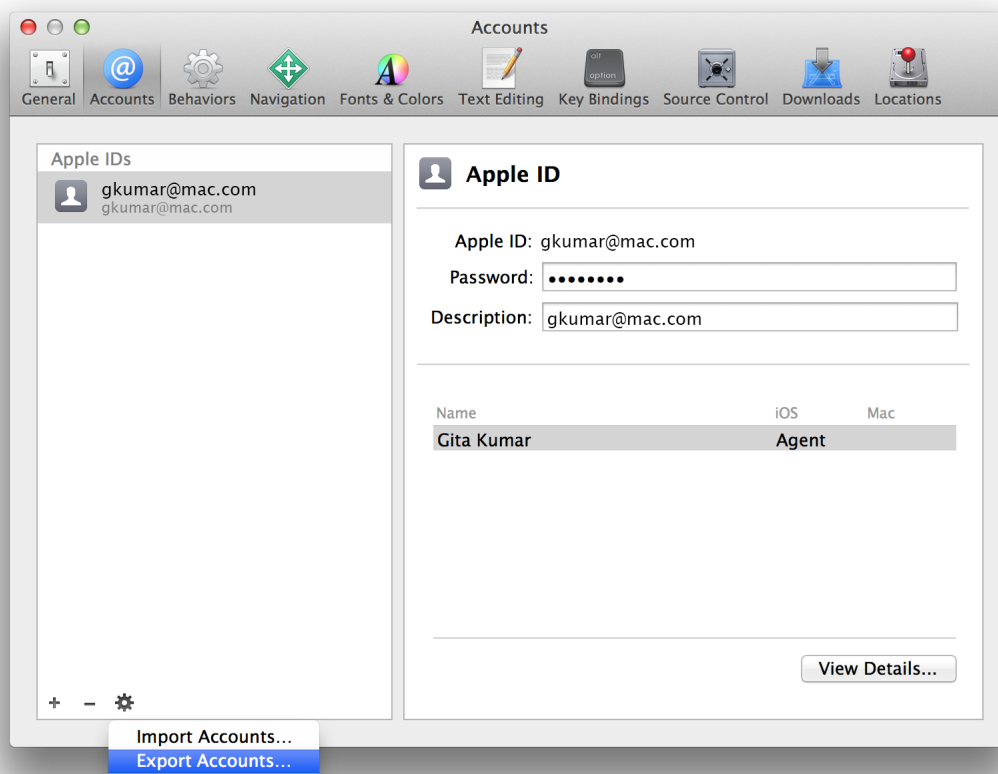 Accounts
General Accounts Behaviors Navigation Fonts & Colors Text Editing alt option Key Bindings Source Control Downloads Locations
Apple IDs
gkumar@mac.com
gkumar@mac.com
Apple ID
Apple ID: gkumar@mac.com
Password: ••••••••
Description: gkumar@mac.com
Name iOS Mac
Gita Kumar Agent
View Details...
Import Accounts...
Export Accounts...